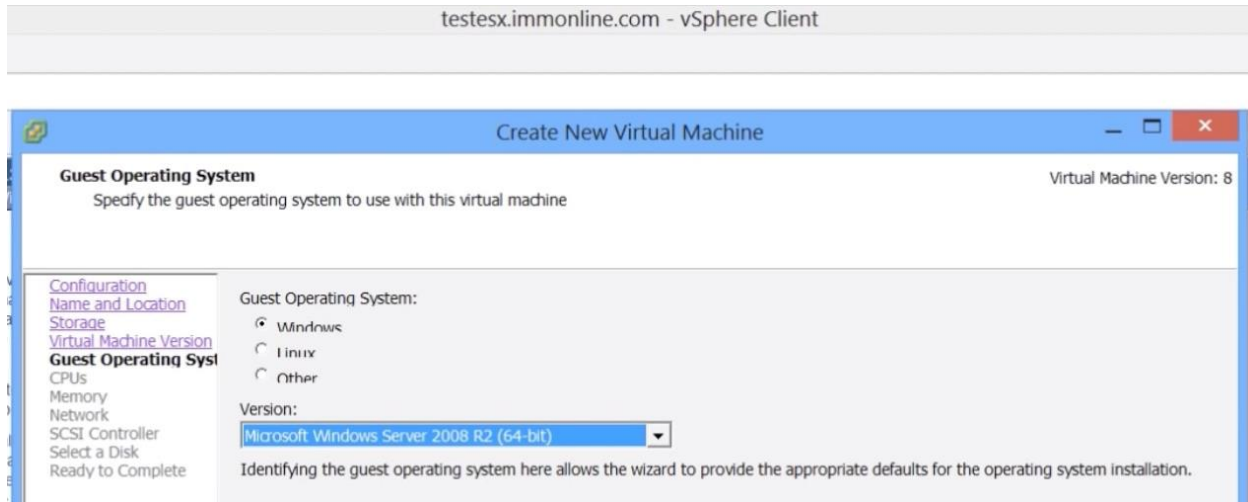 testesx.immonline.com - vSphere Client
Create New Virtual Machine
Guest Operating System
Specify the guest operating system to use with this virtual machine
Virtual Machine Version: 8
Configuration
Name and Location
Storage
Virtual Machine Version
Guest Operating Syst
CPUs
Memory
Network
SCSI Controller
Select a Disk
Ready to Complete
Guest Operating System:
Windows
Linux
Other
Version:
Microsoft Windows Server 2008 R2 (64-bit)
Identifying the guest operating system here allows the wizard to provide the appropriate defaults for the operating system installation.